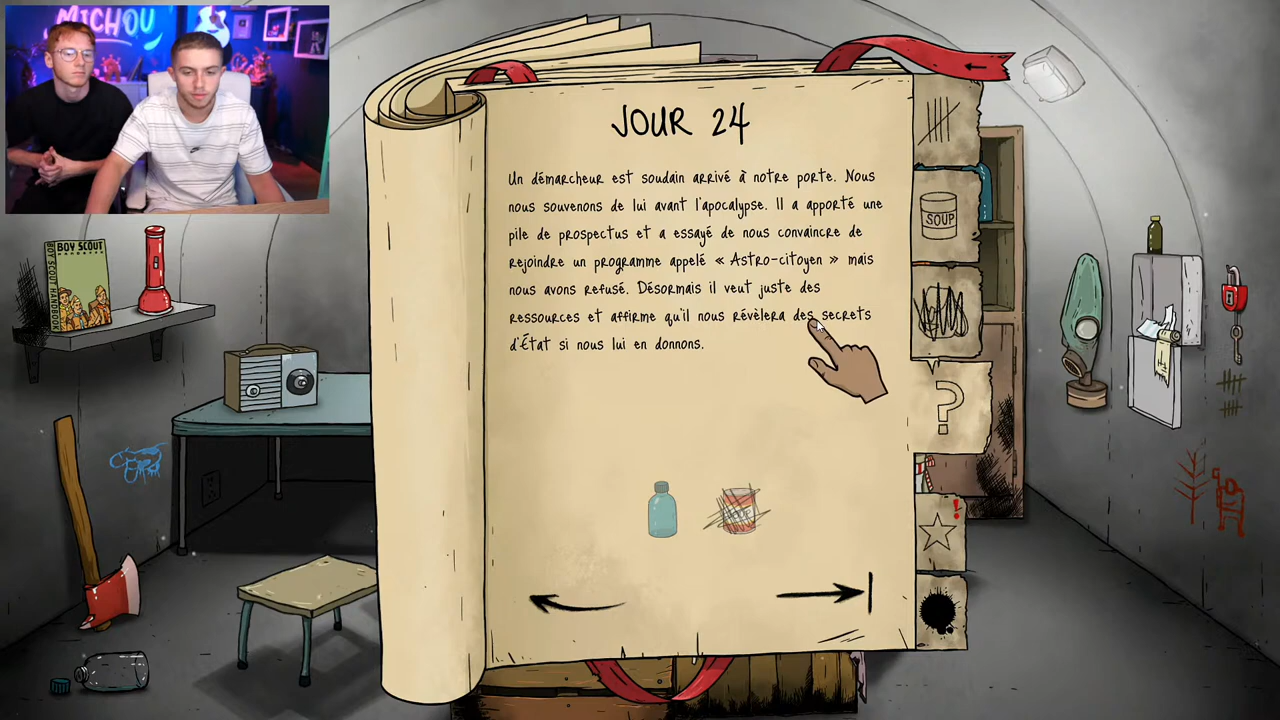 MICHOU
JOUR 24
Un démarcheur est soudain arrivé à notre porte. Nous
nous souvenons de lui avant l'apocalypse. Il a apporté une
pile de prospectus et a essayé de nous convaincre de
rejoindre un programme appelé « Astro-citoyen » mais
nous avons refusé. Désormais il veut juste des
ressources et affirme qu'il nous révèlera des secrets
d'État si nous lui en donnons.
SOUP
?
!
BOY SCOUT
BOY SCOUT HANDBOOK